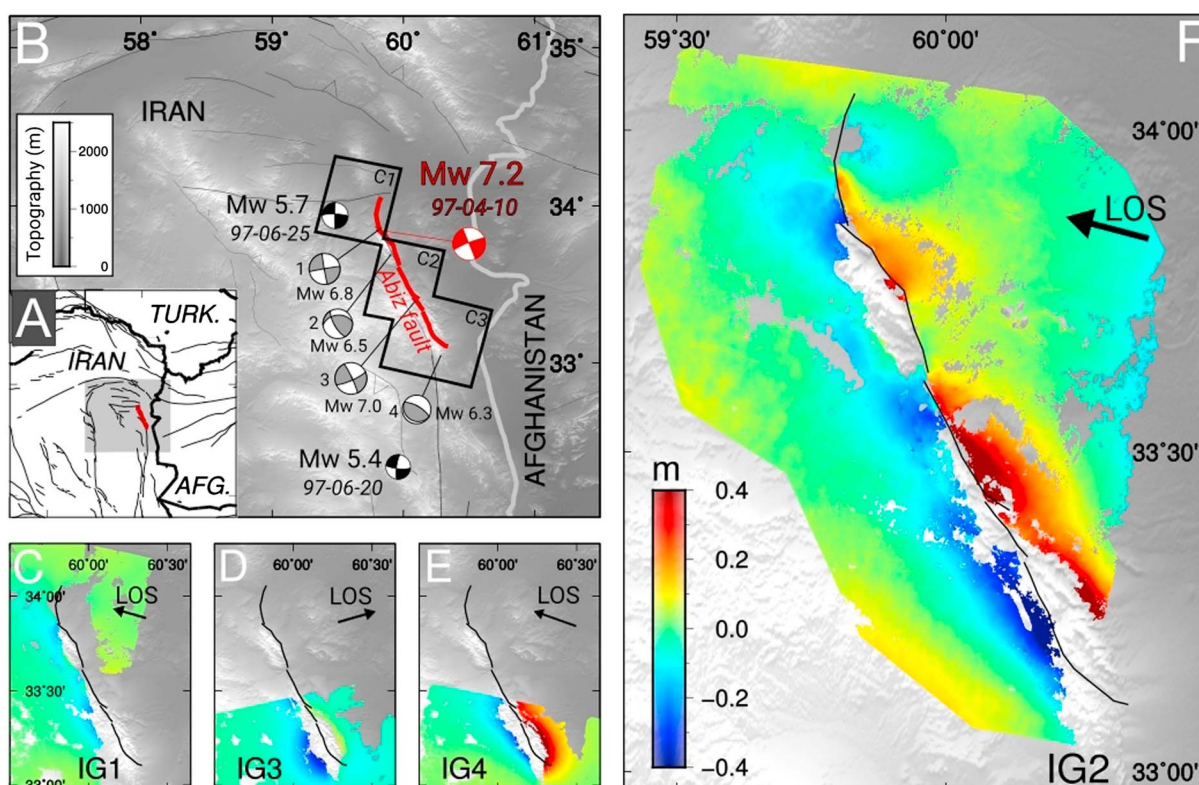 B
58°
59°
60°
61°
35°
IRAN
Topography (m)
2000
1000
0
C1
Mw 7.2
97-04-10
Mw 5.7
97-06-25
34°
C2
1
Mw 6.8
2
Mw 6.5
Abiz fault
C3
3
Mw 7.0
33°
4
Mw 6.3
AFGHANISTAN
Mw 5.4
97-06-20
A
TURK.
IRAN
AFG.
C
60°00'
60°30'
34°00'
LOS
33°30'
33°00'
IG1
D
60°00'
60°30'
LOS
IG3
E
60°00'
60°30'
LOS
IG4
F
59°30'
60°00'
34°00'
LOS
33°30'
m
0.4
0.2
0.0
−0.2
−0.4
IG2
33°00'